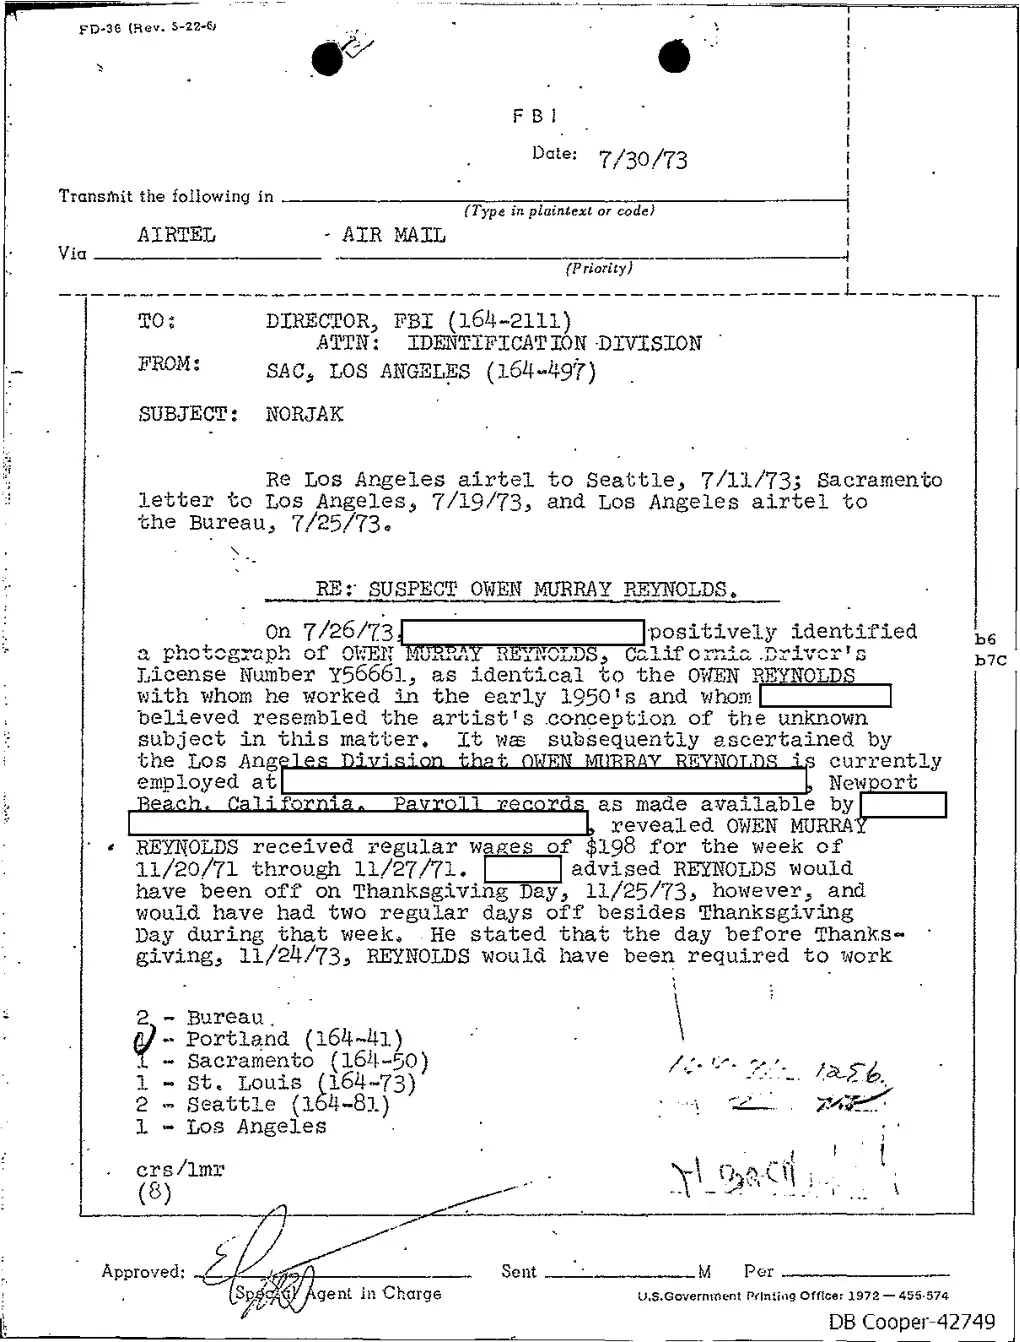 FD-36 (Rev. 5-22-6
F B I
Date: 7/30/73
Transmit the following in
(Type in plaintext or code)
AIRTEL - AIR MAIL
Via
(Priority)
TO: DIRECTOR, FBI (164-2111)
ATTN: IDENTIFICATION DIVISION
FROM: SAC, LOS ANGELES (164-497)
SUBJECT: NORJAK
Re Los Angeles airtel to Seattle, 7/11/73; Sacramento
letter to Los Angeles, 7/19/73, and Los Angeles airtel to
the Bureau, 7/25/73.
RE: SUSPECT OWEN MURRAY REYNOLDS.
On 7/26/73, positively identified
a photograph of OWEN MURRAY REYNOLDS, California Driver's
License Number Y56661, as identical to the OWEN REYNOLDS
with whom he worked in the early 1950's and whom
believed resembled the artist's conception of the unknown
subject in this matter. It was subsequently ascertained by
the Los Angeles Division that OWEN MURRAY REYNOLDS is currently
employed at , Newport
Beach, California. Payroll records as made available by
, revealed OWEN MURRAY
REYNOLDS received regular wages of $198 for the week of
11/20/71 through 11/27/71. advised REYNOLDS would
have been off on Thanksgiving Day, 11/25/73, however, and
would have had two regular days off besides Thanksgiving
Day during that week. He stated that the day before Thanks-
giving, 11/24/73, REYNOLDS would have been required to work
b6
b7C
2 - Bureau
1 - Portland (164-41)
1 - Sacramento (164-50)
1 - St. Louis (164-73)
2 - Seattle (164-81)
1 - Los Angeles
crs/lmr
(8)
Approved: Sent M Per
Special Agent in Charge
U.S.Government Printing Office: 1972 — 455-574
DB Cooper-42749